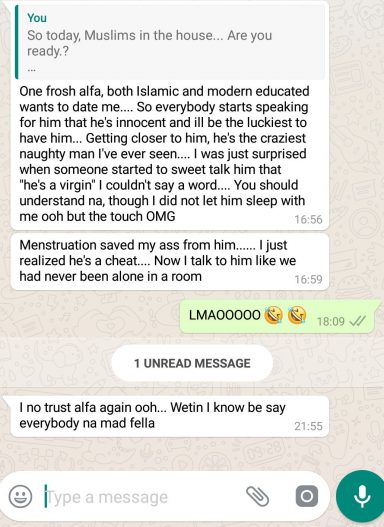 You
So today, Muslims in the house... Are you
ready.?
...
One frosh alfa, both Islamic and modern educated
wants to date me.... So everybody starts speaking
for him that he's innocent and ill be the luckiest to
have him... Getting closer to him, he's the craziest
naughty man I've ever seen.... I was just surprised
when someone started to sweet talk him that
"he's a virgin" I couldn't say a word.... You should
understand na, though I did not let him sleep with
me ooh but the touch OMG
16:56
Menstruation saved my ass from him...... I just
realized he's a cheat.... Now I talk to him like we
had never been alone in a room
16:59
LMAOOOOO 🤣 🤣 18:09
1 UNREAD MESSAGE
I no trust alfa again ooh... Wetin I know be say
everybody na mad fella
21:55
Type a message